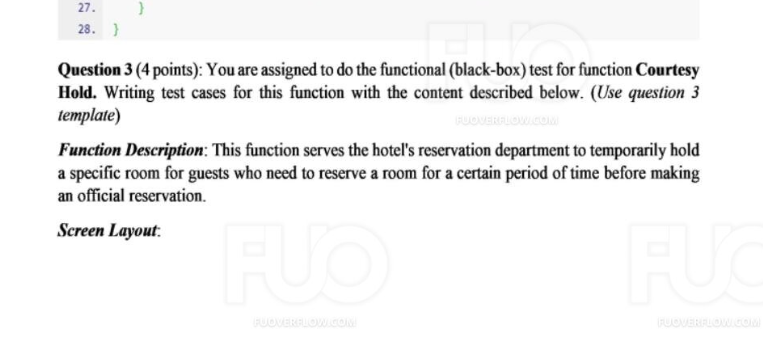 27. }
28. }
Question 3 (4 points): You are assigned to do the functional (black-box) test for function Courtesy
Hold. Writing test cases for this function with the content described below. (Use question 3
template)
FUOVERFLOW.COM
Function Description: This function serves the hotel's reservation department to temporarily hold
a specific room for guests who need to reserve a room for a certain period of time before making
an official reservation.
Screen Layout:
FUO FUO
FUOVERFLOW.COM FUOVERFLOW.COM